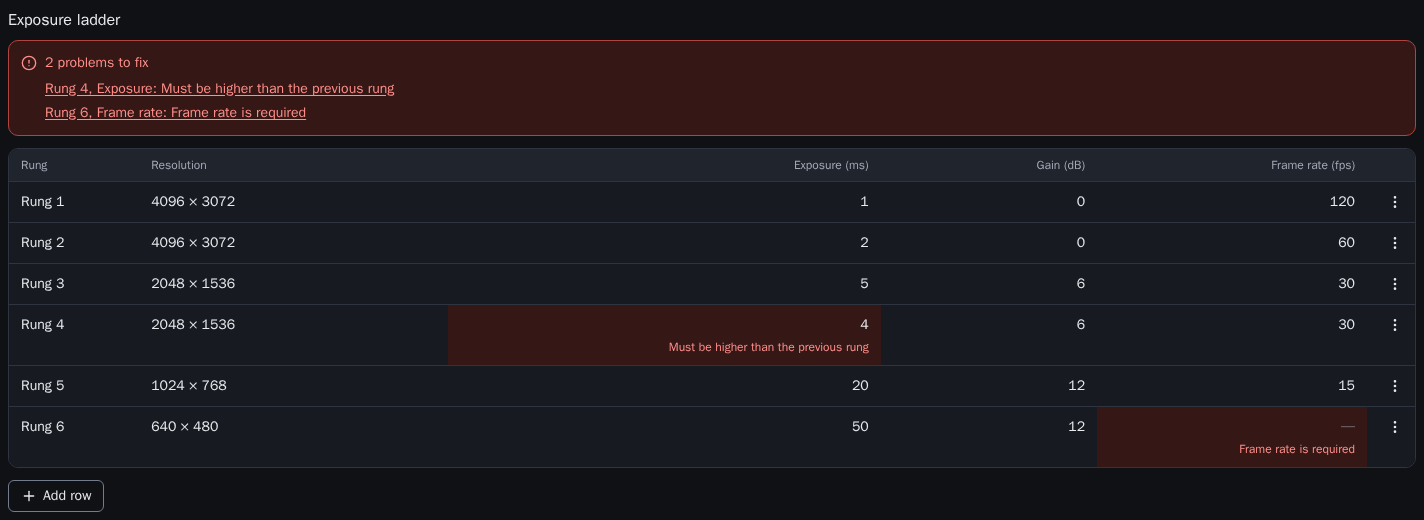 Exposure ladder
2 problems to fix
Rung 4, Exposure: Must be higher than the previous rung
Rung 6, Frame rate: Frame rate is required
Rung Resolution Exposure (ms) Gain (dB) Frame rate (fps)
Rung 1 4096 × 3072 1 0 120
Rung 2 4096 × 3072 2 0 60
Rung 3 2048 × 1536 5 6 30
Rung 4 2048 × 1536 4 6 30
Must be higher than the previous rung
Rung 5 1024 × 768 20 12 15
Rung 6 640 × 480 50 12 —
Frame rate is required
Add row